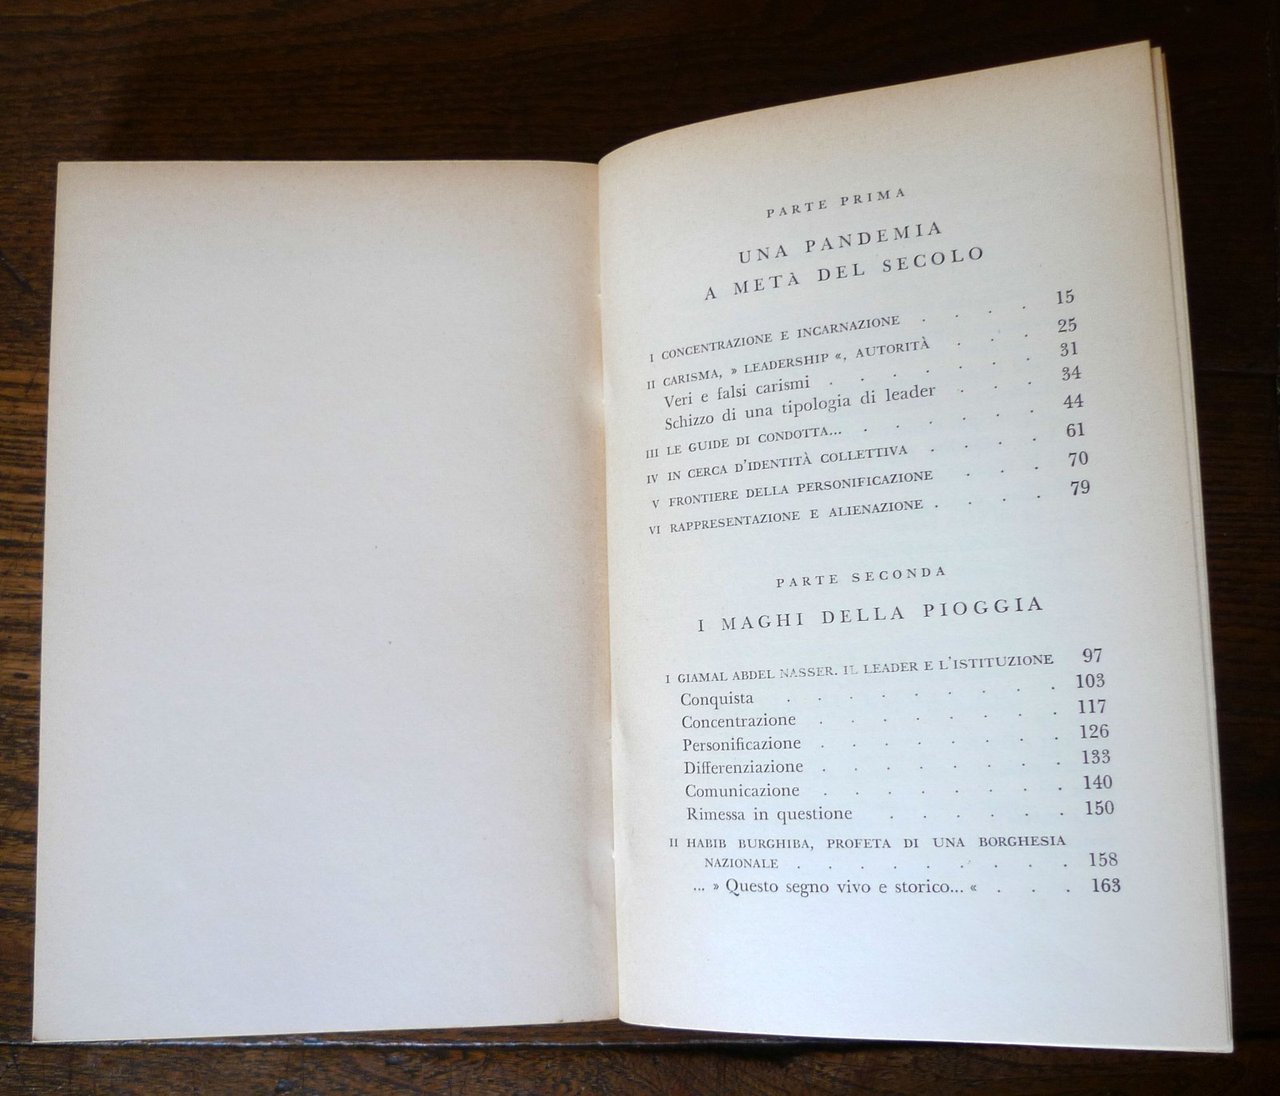 PARTE PRIMA
UNA PANDEMIA
A METÀ DEL SECOLO
I CONCENTRAZIONE E INCARNAZIONE . . . . 15
II CARISMA, » LEADERSHIP «, AUTORITÀ . . . 25
Veri e falsi carismi . . . . . . . 31
Schizzo di una tipologia di leader . . . 34
III LE GUIDE DI CONDOTTA... . . . . . . 44
IV IN CERCA D'IDENTITÀ COLLETTIVA . . . . 61
V FRONTIERE DELLA PERSONIFICAZIONE . . . 70
VI RAPPRESENTAZIONE E ALIENAZIONE . . . . 79
PARTE SECONDA
I MAGHI DELLA PIOGGIA
I GIAMAL ABDEL NASSER. IL LEADER E L'ISTITUZIONE 97
Conquista . . . . . . . . . 103
Concentrazione . . . . . . . . 117
Personificazione . . . . . . . . 126
Differenziazione . . . . . . . . 133
Comunicazione . . . . . . . . 140
Rimessa in questione . . . . . . 150
II HABIB BURGHIBA, PROFETA DI UNA BORGHESIA
NAZIONALE . . . . . . . . . 158
... » Questo segno vivo e storico... « . . . 163